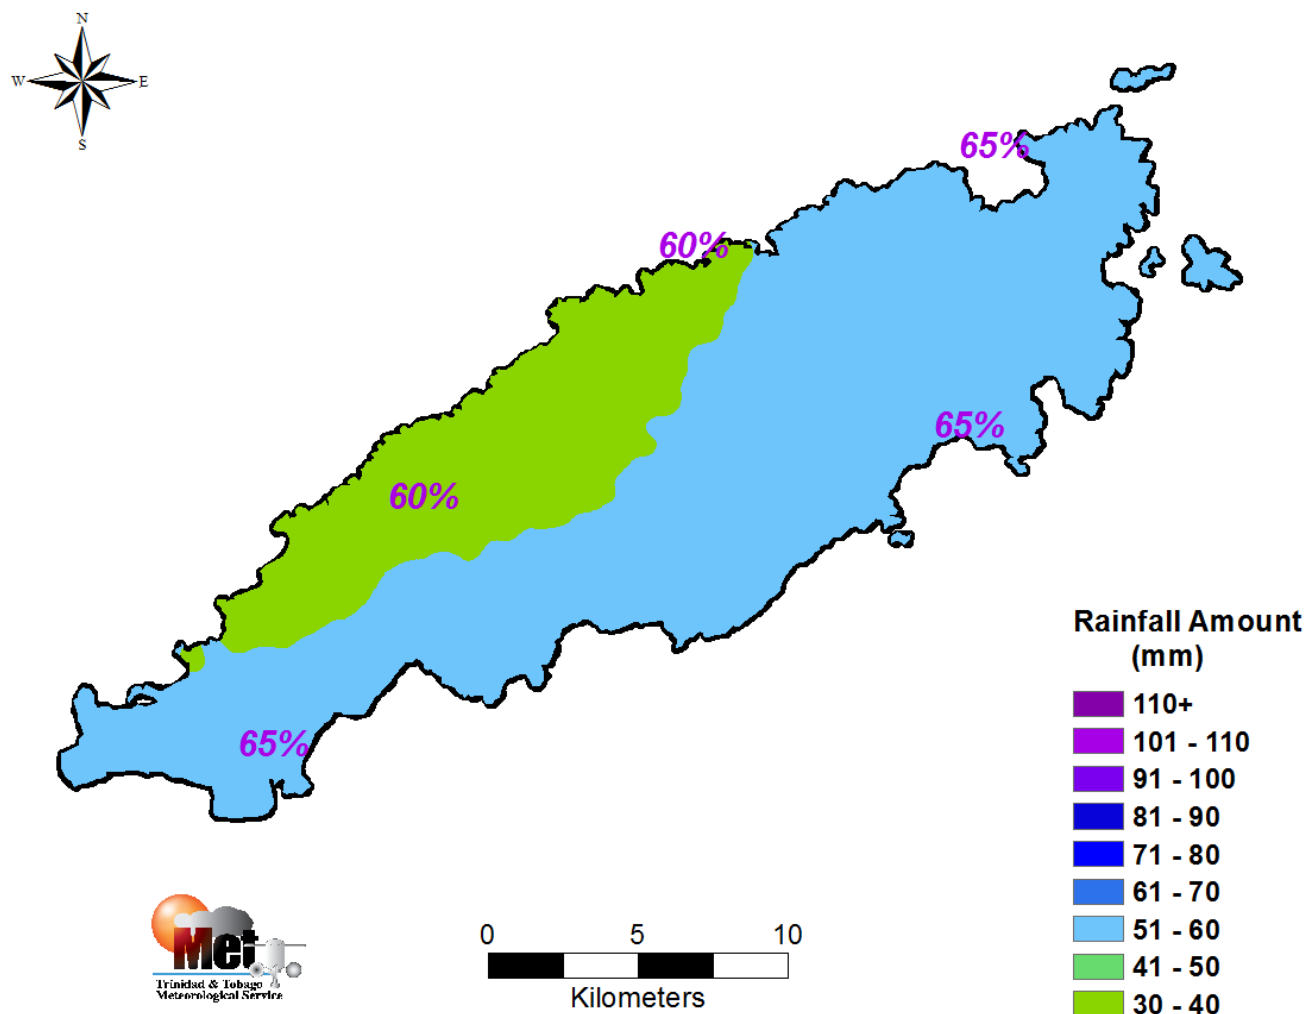 N
W E
S
65%
60%
65%
60%
65%
Rainfall Amount
(mm)
110+
101 - 110
91 - 100
81 - 90
71 - 80
61 - 70
51 - 60
41 - 50
30 - 40
Met
Trinidad & Tobago
Meteorological Service
0 5 10
Kilometers